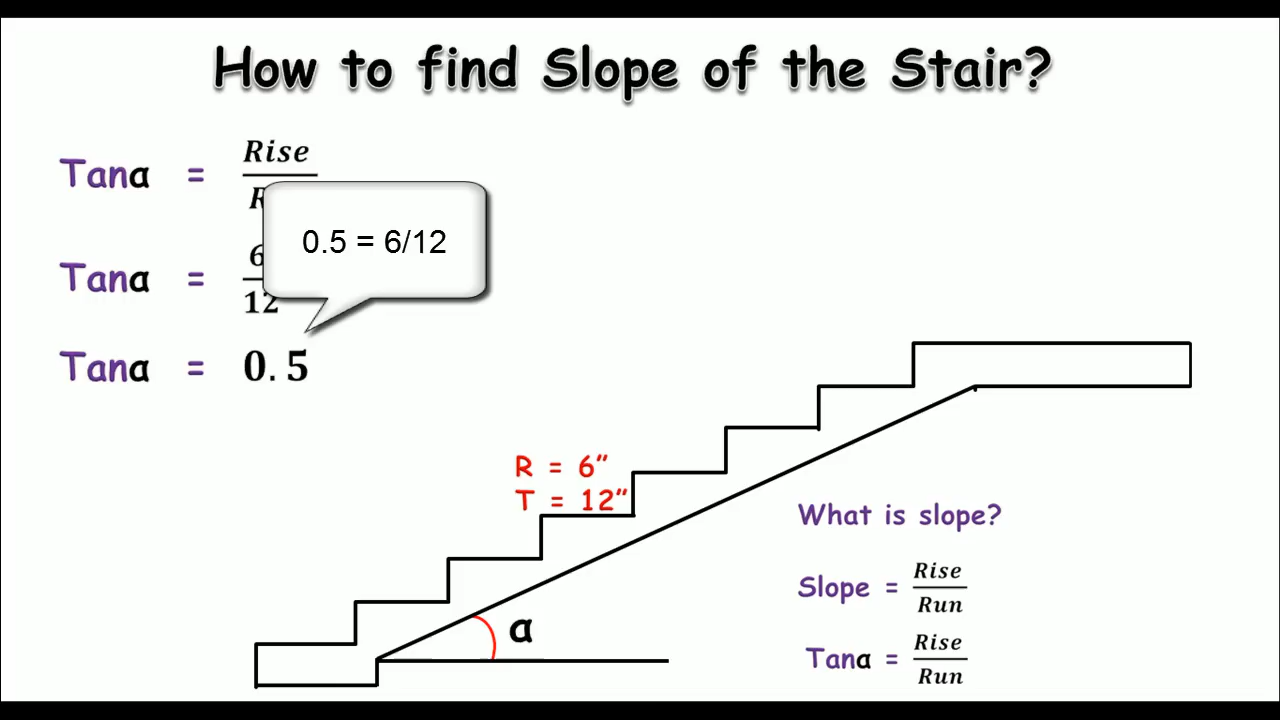 How to find Slope of the Stair?
Tanα = Rise
0.5 = 6/12
Tanα = 6/12
Tanα = 0.5
R = 6”
T = 12”
What is slope?
Slope = Rise/Run
α
Tanα = Rise/Run